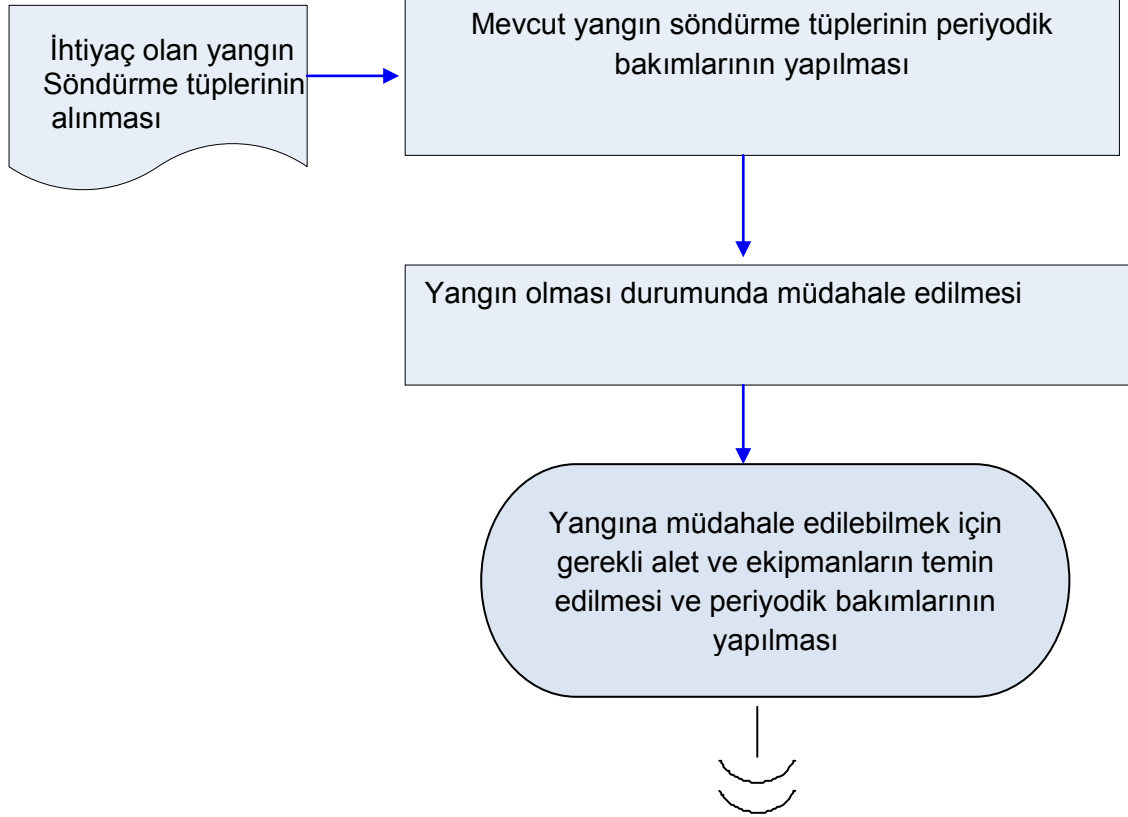 İhtiyaç olan yangın
Söndürme tüplerinin
alınması
Mevcut yangın söndürme tüplerinin periyodik
bakımlarının yapılması
Yangın olması durumunda müdahale edilmesi
Yangına müdahale edilebilmek için
gerekli alet ve ekipmanların temin
edilmesi ve periyodik bakımlarının
yapılması